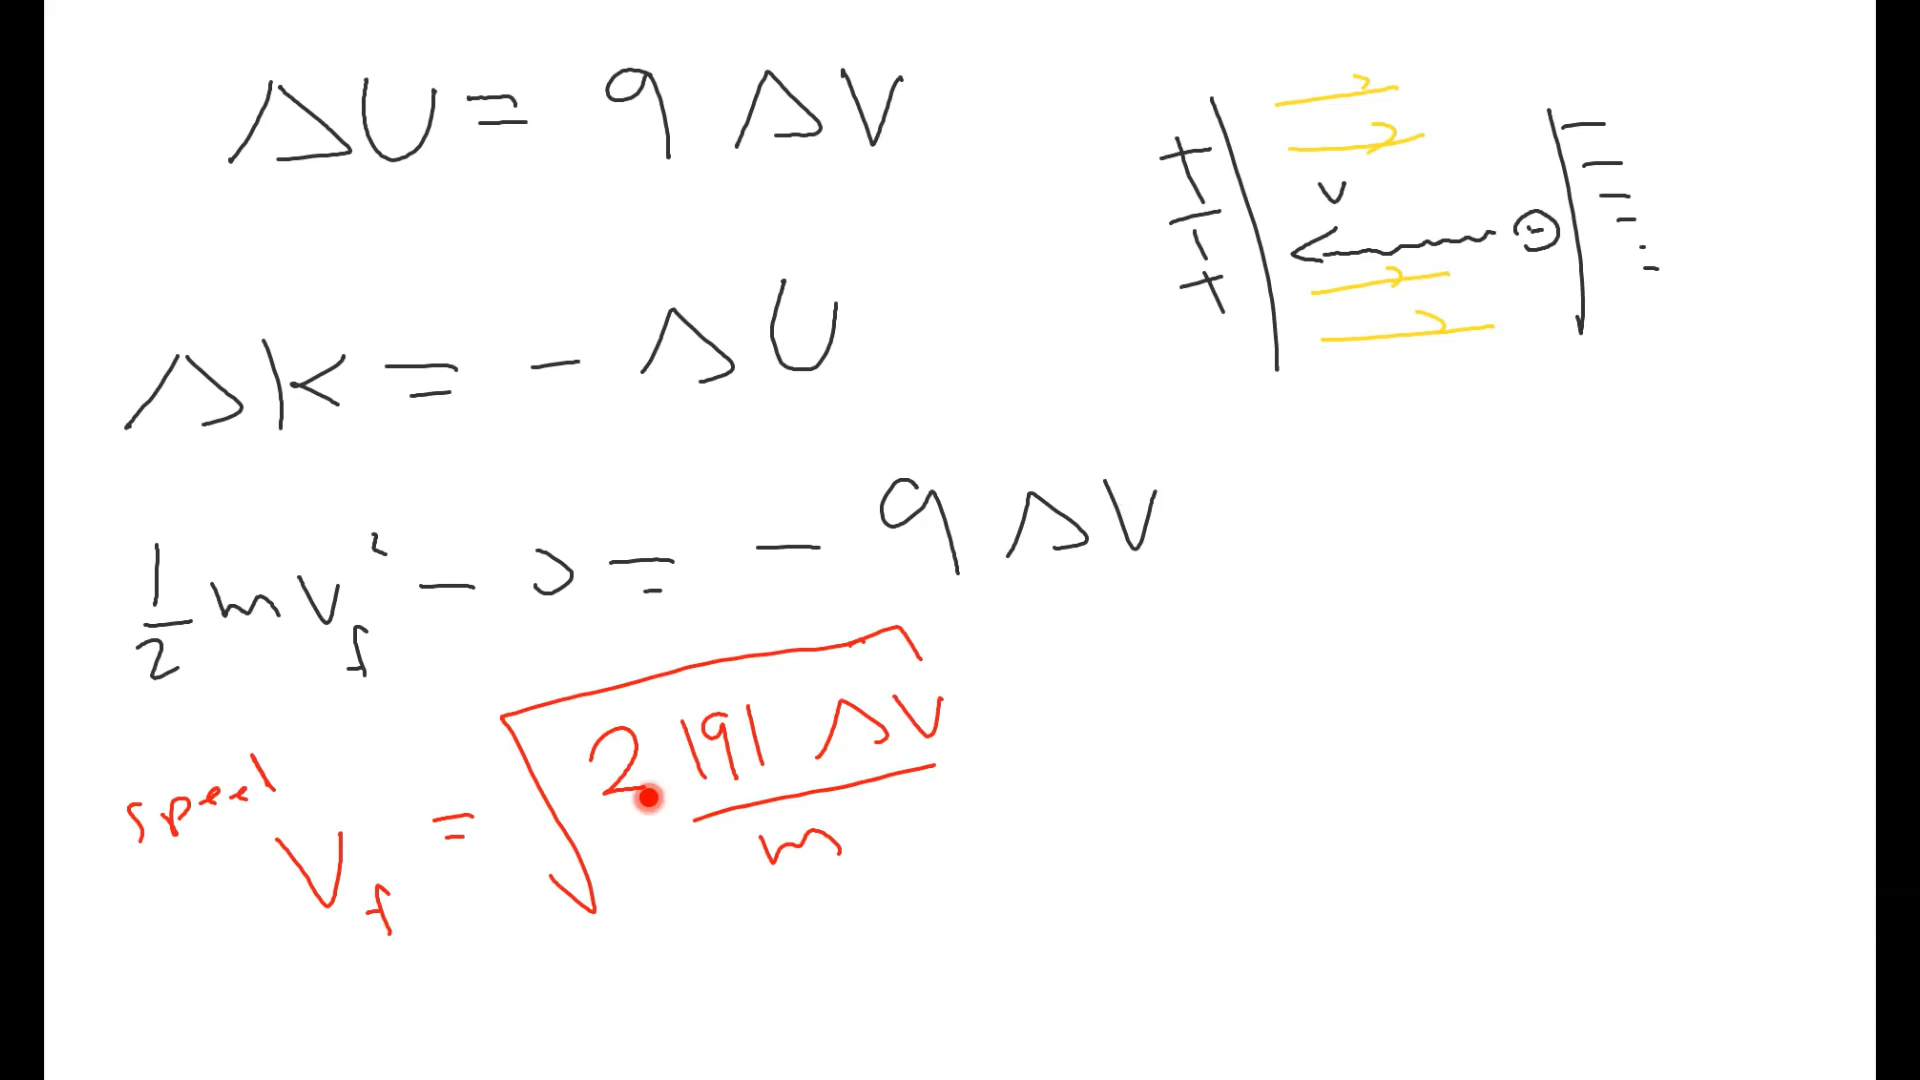 ΔU = q ΔV
+ + + v - - - - - - -
ΔK = - ΔU
1/2 m v_f² - 0 = - q ΔV
speed
v_f = √(2 |q| ΔV / m)